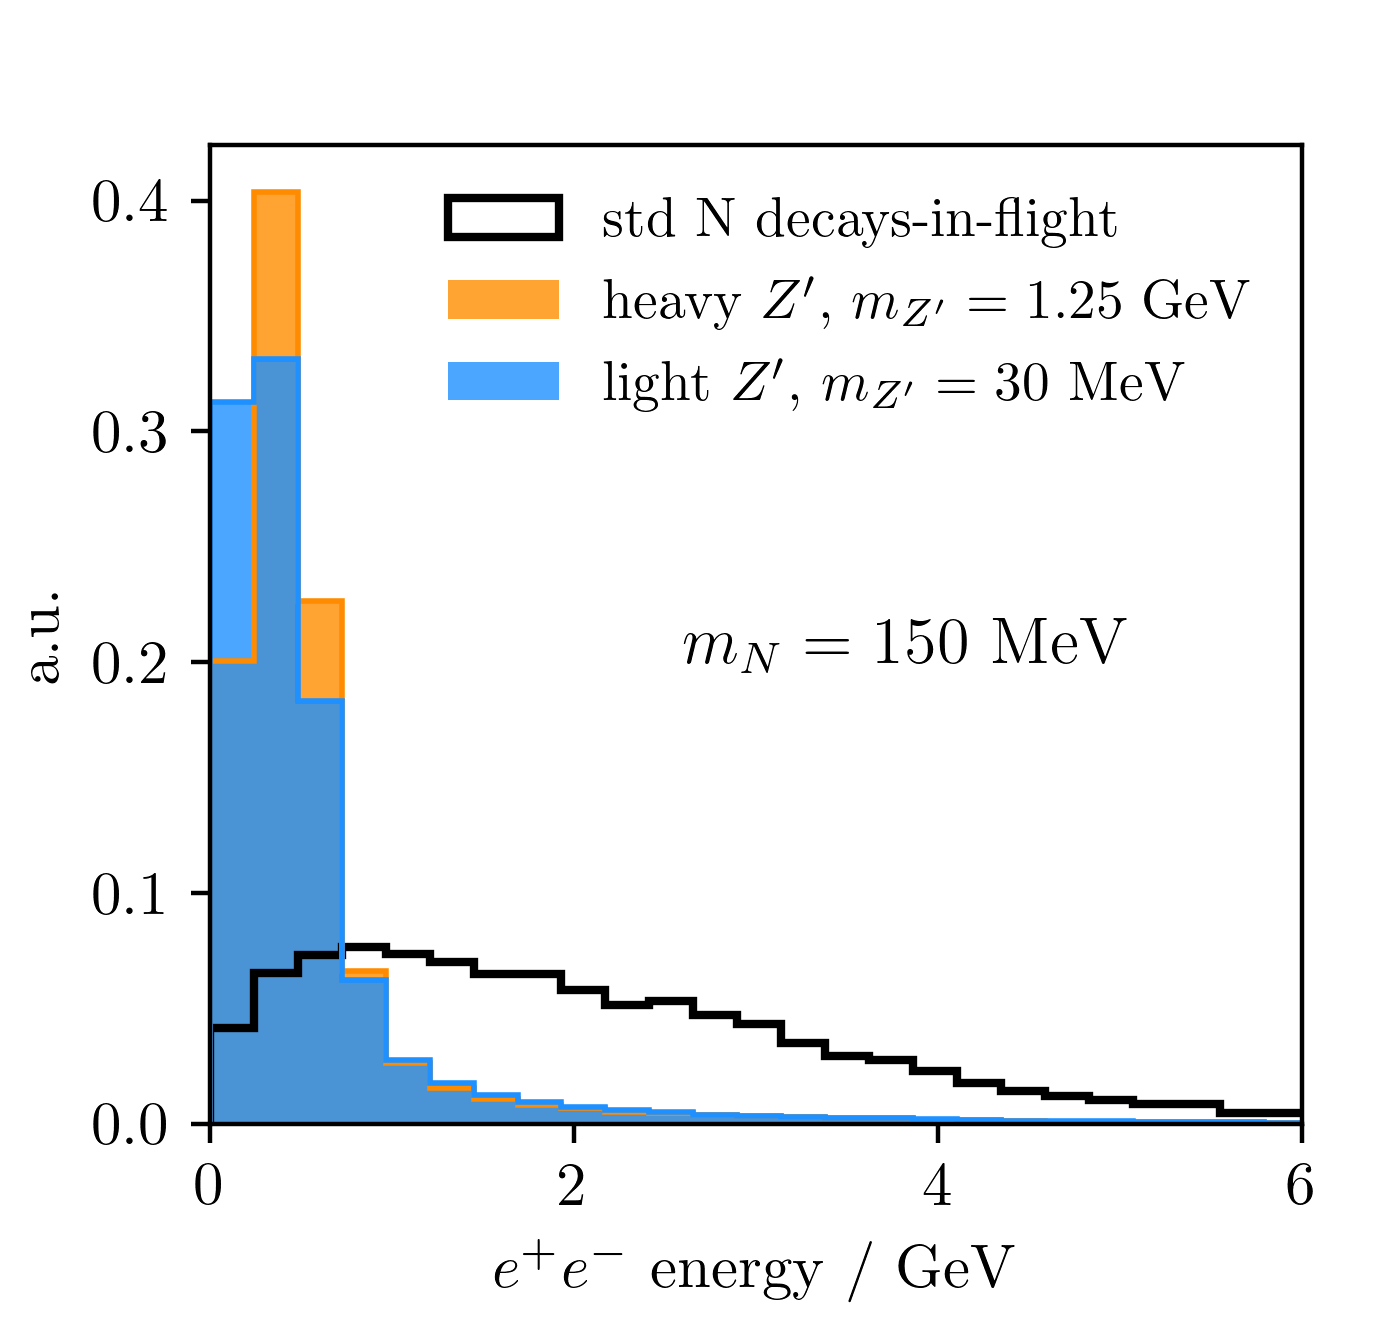 std N decays-in-flight
heavy Z′, m_{Z′} = 1.25 GeV
light Z′, m_{Z′} = 30 MeV
m_N = 150 MeV
a.u.
0.4
0.3
0.2
0.1
0.0
0 2 4 6
e⁺e⁻ energy / GeV